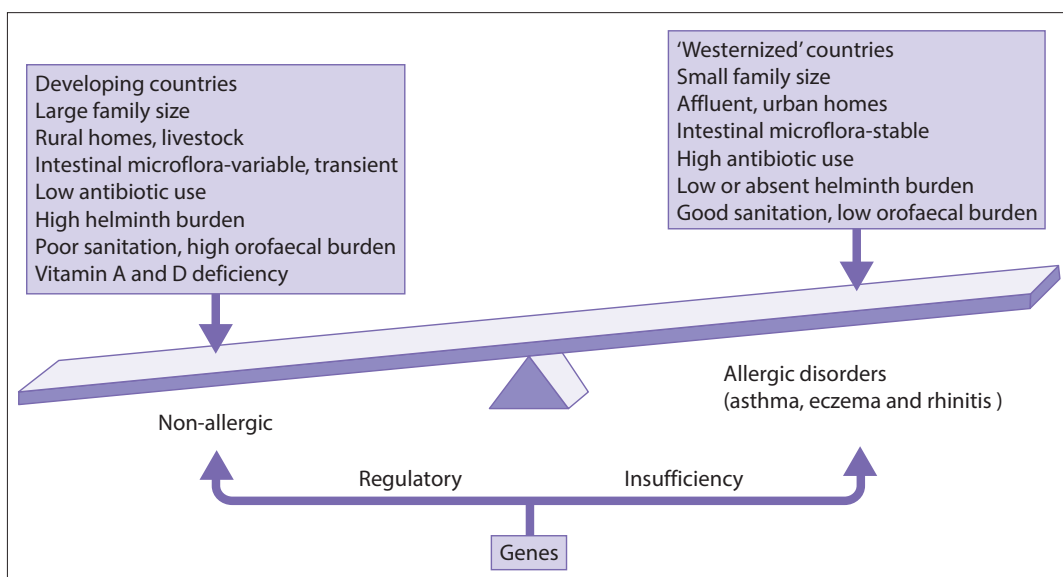 Developing countries
Large family size
Rural homes, livestock
Intestinal microflora-variable, transient
Low antibiotic use
High helminth burden
Poor sanitation, high orofaecal burden
Vitamin A and D deficiency
‘Westernized’ countries
Small family size
Affluent, urban homes
Intestinal microflora-stable
High antibiotic use
Low or absent helminth burden
Good sanitation, low orofaecal burden
Non-allergic
Allergic disorders
(asthma, eczema and rhinitis )
Regulatory
Insufficiency
Genes